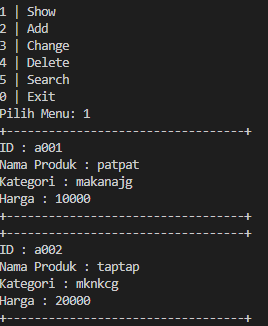 1 | Show
2 | Add
3 | Change
4 | Delete
5 | Search
0 | Exit
Pilih Menu: 1
+----------------------------------+
ID : a001
Nama Produk : patpat
Kategori : makanajg
Harga : 10000
+----------------------------------+
+----------------------------------+
ID : a002
Nama Produk : taptap
Kategori : mknkcg
Harga : 20000
+----------------------------------+